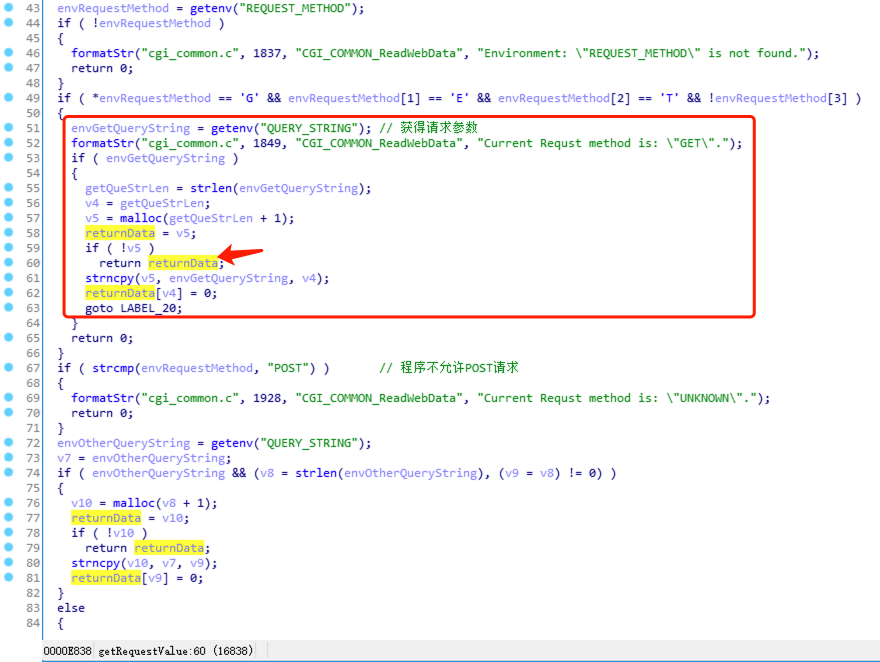 43 envRequestMethod = getenv("REQUEST_METHOD");
44 if ( !envRequestMethod )
45 {
46 formatStr("cgi_common.c", 1837, "CGI_COMMON_ReadWebData", "Environment: \"REQUEST_METHOD\" is not found.");
47 return 0;
48 }
49 if ( *envRequestMethod == 'G' && envRequestMethod[1] == 'E' && envRequestMethod[2] == 'T' && !envRequestMethod[3] )
50 {
51 envGetQueryString = getenv("QUERY_STRING"); // 获得请求参数
52 formatStr("cgi_common.c", 1849, "CGI_COMMON_ReadWebData", "Current Requst method is: \"GET\".");
53 if ( envGetQueryString )
54 {
55 getQueStrLen = strlen(envGetQueryString);
56 v4 = getQueStrLen;
57 v5 = malloc(getQueStrLen + 1);
58 returnData = v5;
59 if ( !v5 )
60 return returnData;
61 strncpy(v5, envGetQueryString, v4);
62 returnData[v4] = 0;
63 goto LABEL_20;
64 }
65 return 0;
66 }
67 if ( strcmp(envRequestMethod, "POST") ) // 程序不允许POST请求
68 {
69 formatStr("cgi_common.c", 1928, "CGI_COMMON_ReadWebData", "Current Requst method is: \"UNKNOWN\".");
70 return 0;
71 }
72 envOtherQueryString = getenv("QUERY_STRING");
73 v7 = envOtherQueryString;
74 if ( envOtherQueryString && (v8 = strlen(envOtherQueryString), (v9 = v8) != 0) )
75 {
76 v10 = malloc(v8 + 1);
77 returnData = v10;
78 if ( !v10 )
79 return returnData;
80 strncpy(v10, v7, v9);
81 returnData[v9] = 0;
82 }
83 else
84 {
0000E838 getRequestValue:60 (16838)